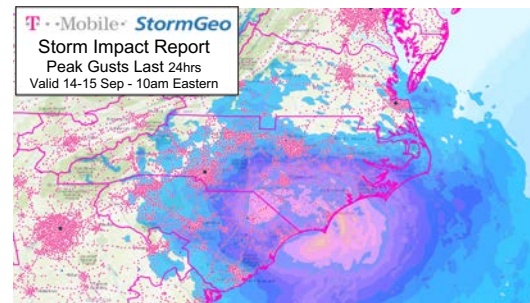 T · ·Mobile· StormGeo
Storm Impact Report
Peak Gusts Last 24hrs
Valid 14-15 Sep - 10am Eastern